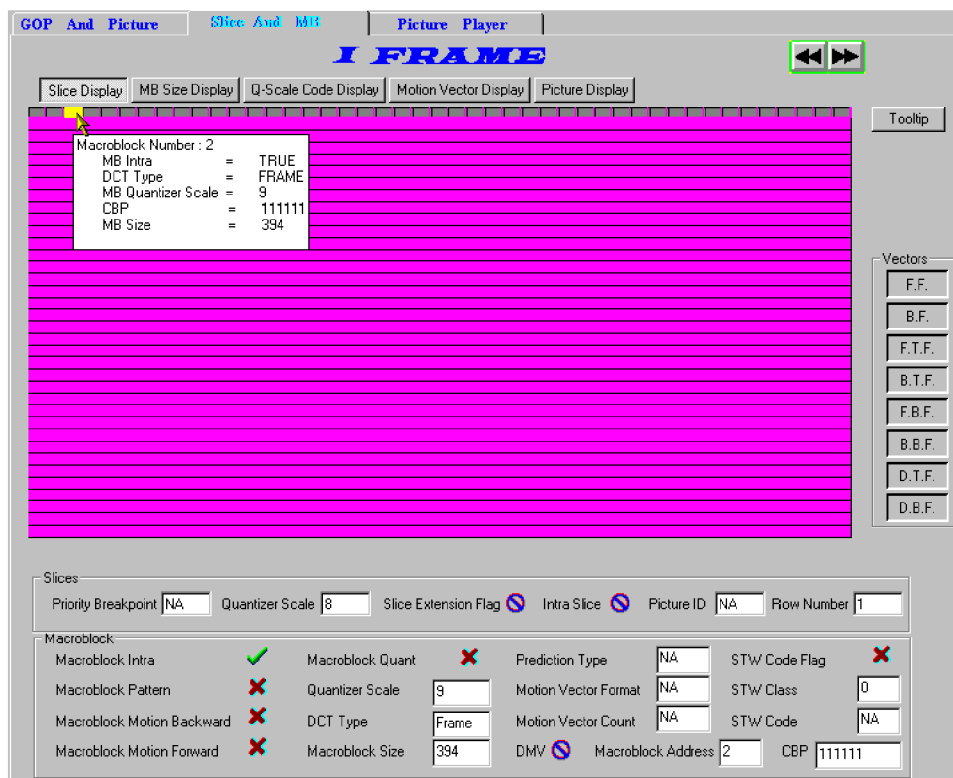 GOP And Picture Slice And MB Picture Player
I FRAME
Slice Display MB Size Display Q-Scale Code Display Motion Vector Display Picture Display
Tooltip
Macroblock Number : 2
MB Intra = TRUE
DCT Type = FRAME
MB Quantizer Scale = 9
CBP = 111111
MB Size = 394
Vectors
F.F.
B.F.
F.T.F.
B.T.F.
F.B.F.
B.B.F.
D.T.F.
D.B.F.
Slices
Priority Breakpoint NA Quantizer Scale 8 Slice Extension Flag Intra Slice Picture ID NA Row Number 1
Macroblock
Macroblock Intra Macroblock Quant Prediction Type NA STW Code Flag
Macroblock Pattern Quantizer Scale 9 Motion Vector Format NA STW Class 0
Macroblock Motion Backward DCT Type Frame Motion Vector Count NA STW Code NA
Macroblock Motion Forward Macroblock Size 394 DMV Macroblock Address 2 CBP 111111